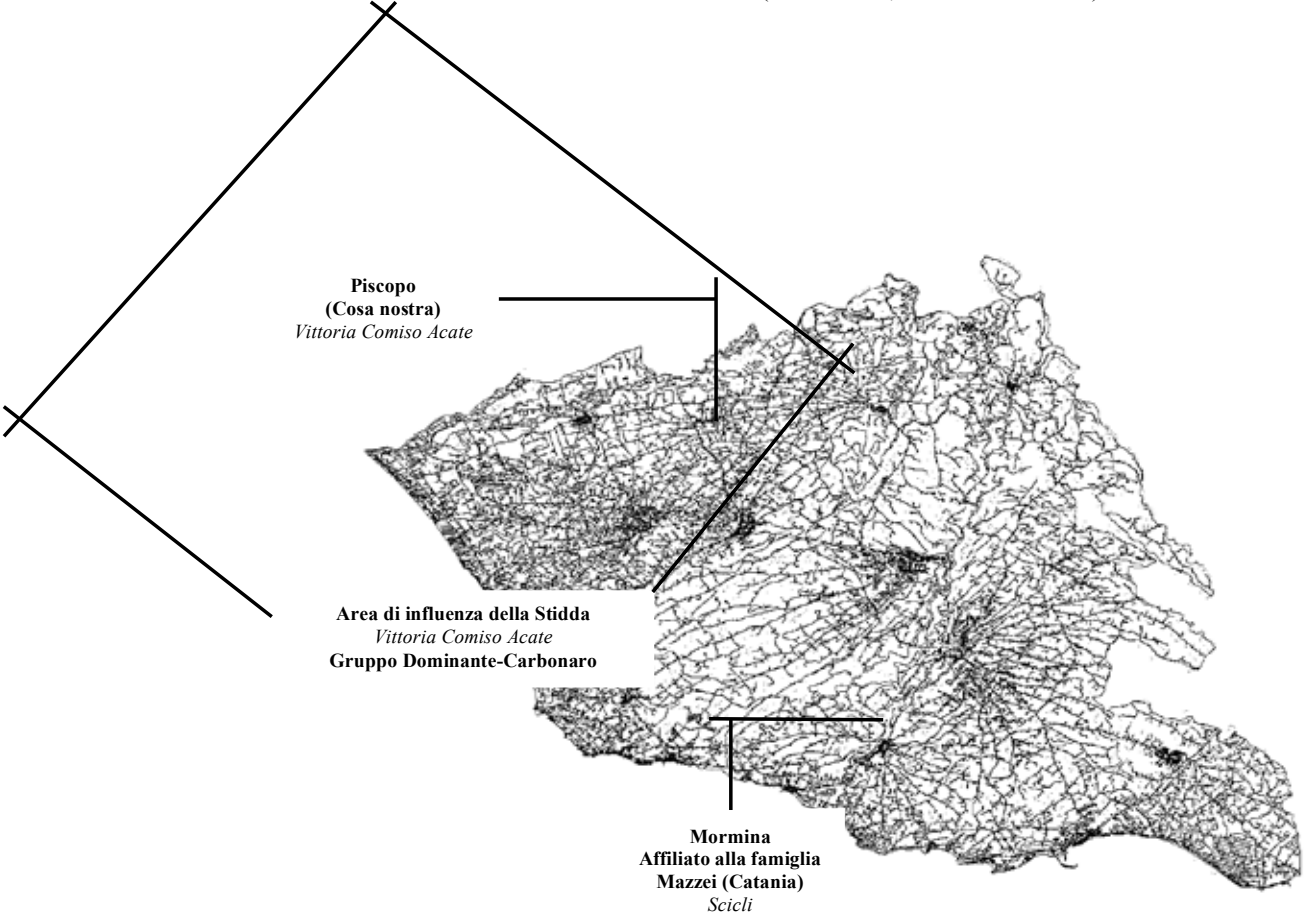 Piscopo
(Cosa nostra)
Vittoria Comiso Acate
Area di influenza della Stidda
Vittoria Comiso Acate
Gruppo Dominante-Carbonaro
Mormina
Affiliato alla famiglia
Mazzei (Catania)
Scicli